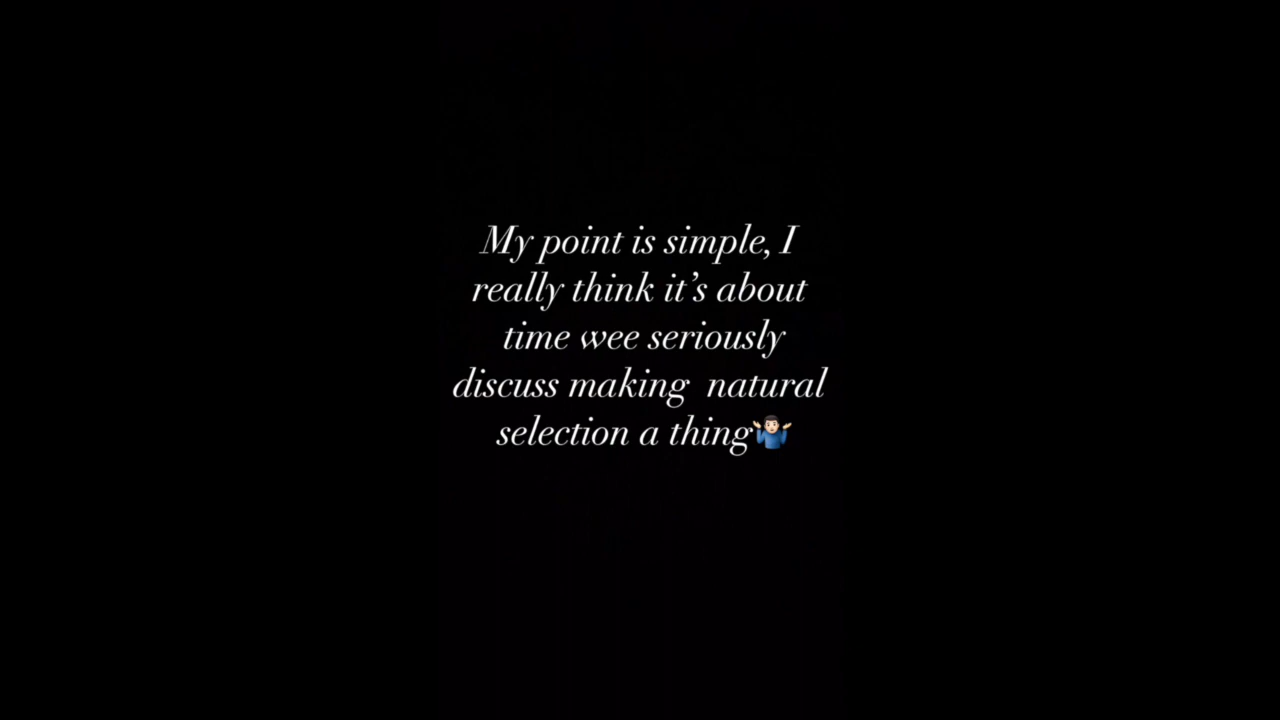 My point is simple, I
really think it’s about
time wee seriously
discuss making  natural
selection a thing🤷🏻‍♂️